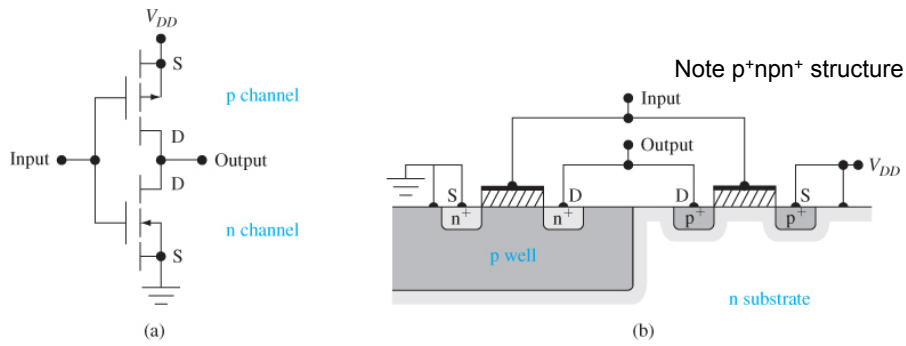 V_DD
S
p channel
D
Input
Output
D
n channel
S
(a)
Note p⁺npn⁺ structure
Input
Output
S
D
D
S
V_DD
n⁺
n⁺
p⁺
p⁺
p well
n substrate
(b)